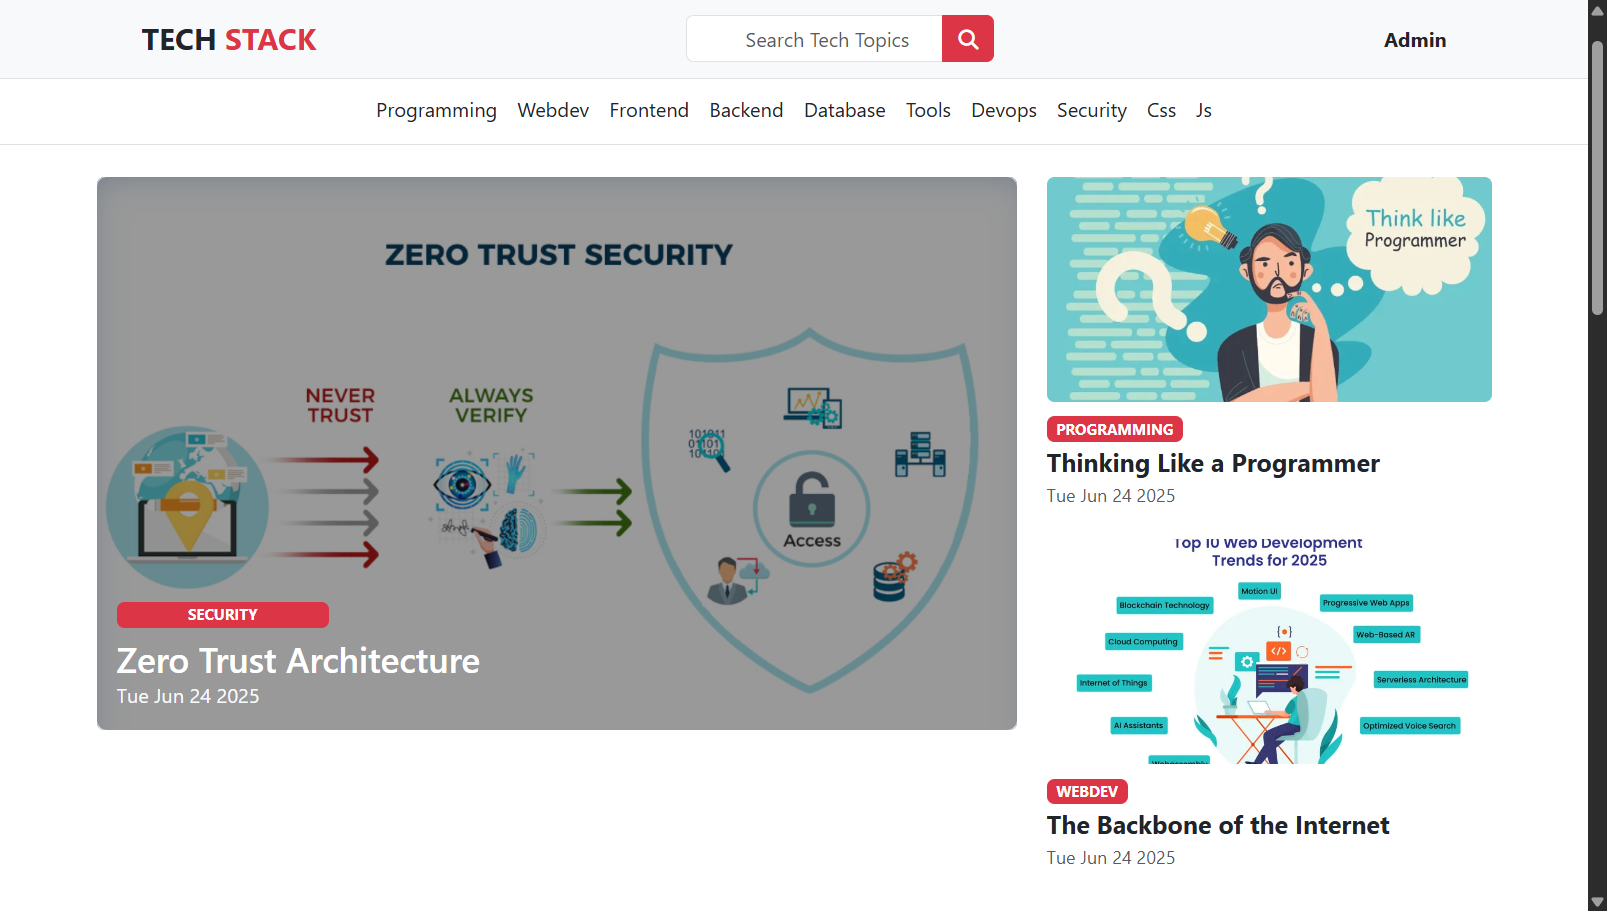 TECH STACK
Search Tech Topics
Admin
Programming Webdev Frontend Backend Database Tools Devops Security Css Js
ZERO TRUST SECURITY
NEVER
TRUST
ALWAYS
VERIFY
101011
01101
Access
SECURITY
Zero Trust Architecture
Tue Jun 24 2025
Think like
Programmer
PROGRAMMING
Thinking Like a Programmer
Tue Jun 24 2025
Top 10 Web Development
Trends for 2025
Motion UI
Blockchain Technology
Progressive Web Apps
Cloud Computing
Web-Based AR
Internet of Things
Serverless Architecture
AI Assistants
Optimized Voice Search
Webassembly
WEBDEV
The Backbone of the Internet
Tue Jun 24 2025